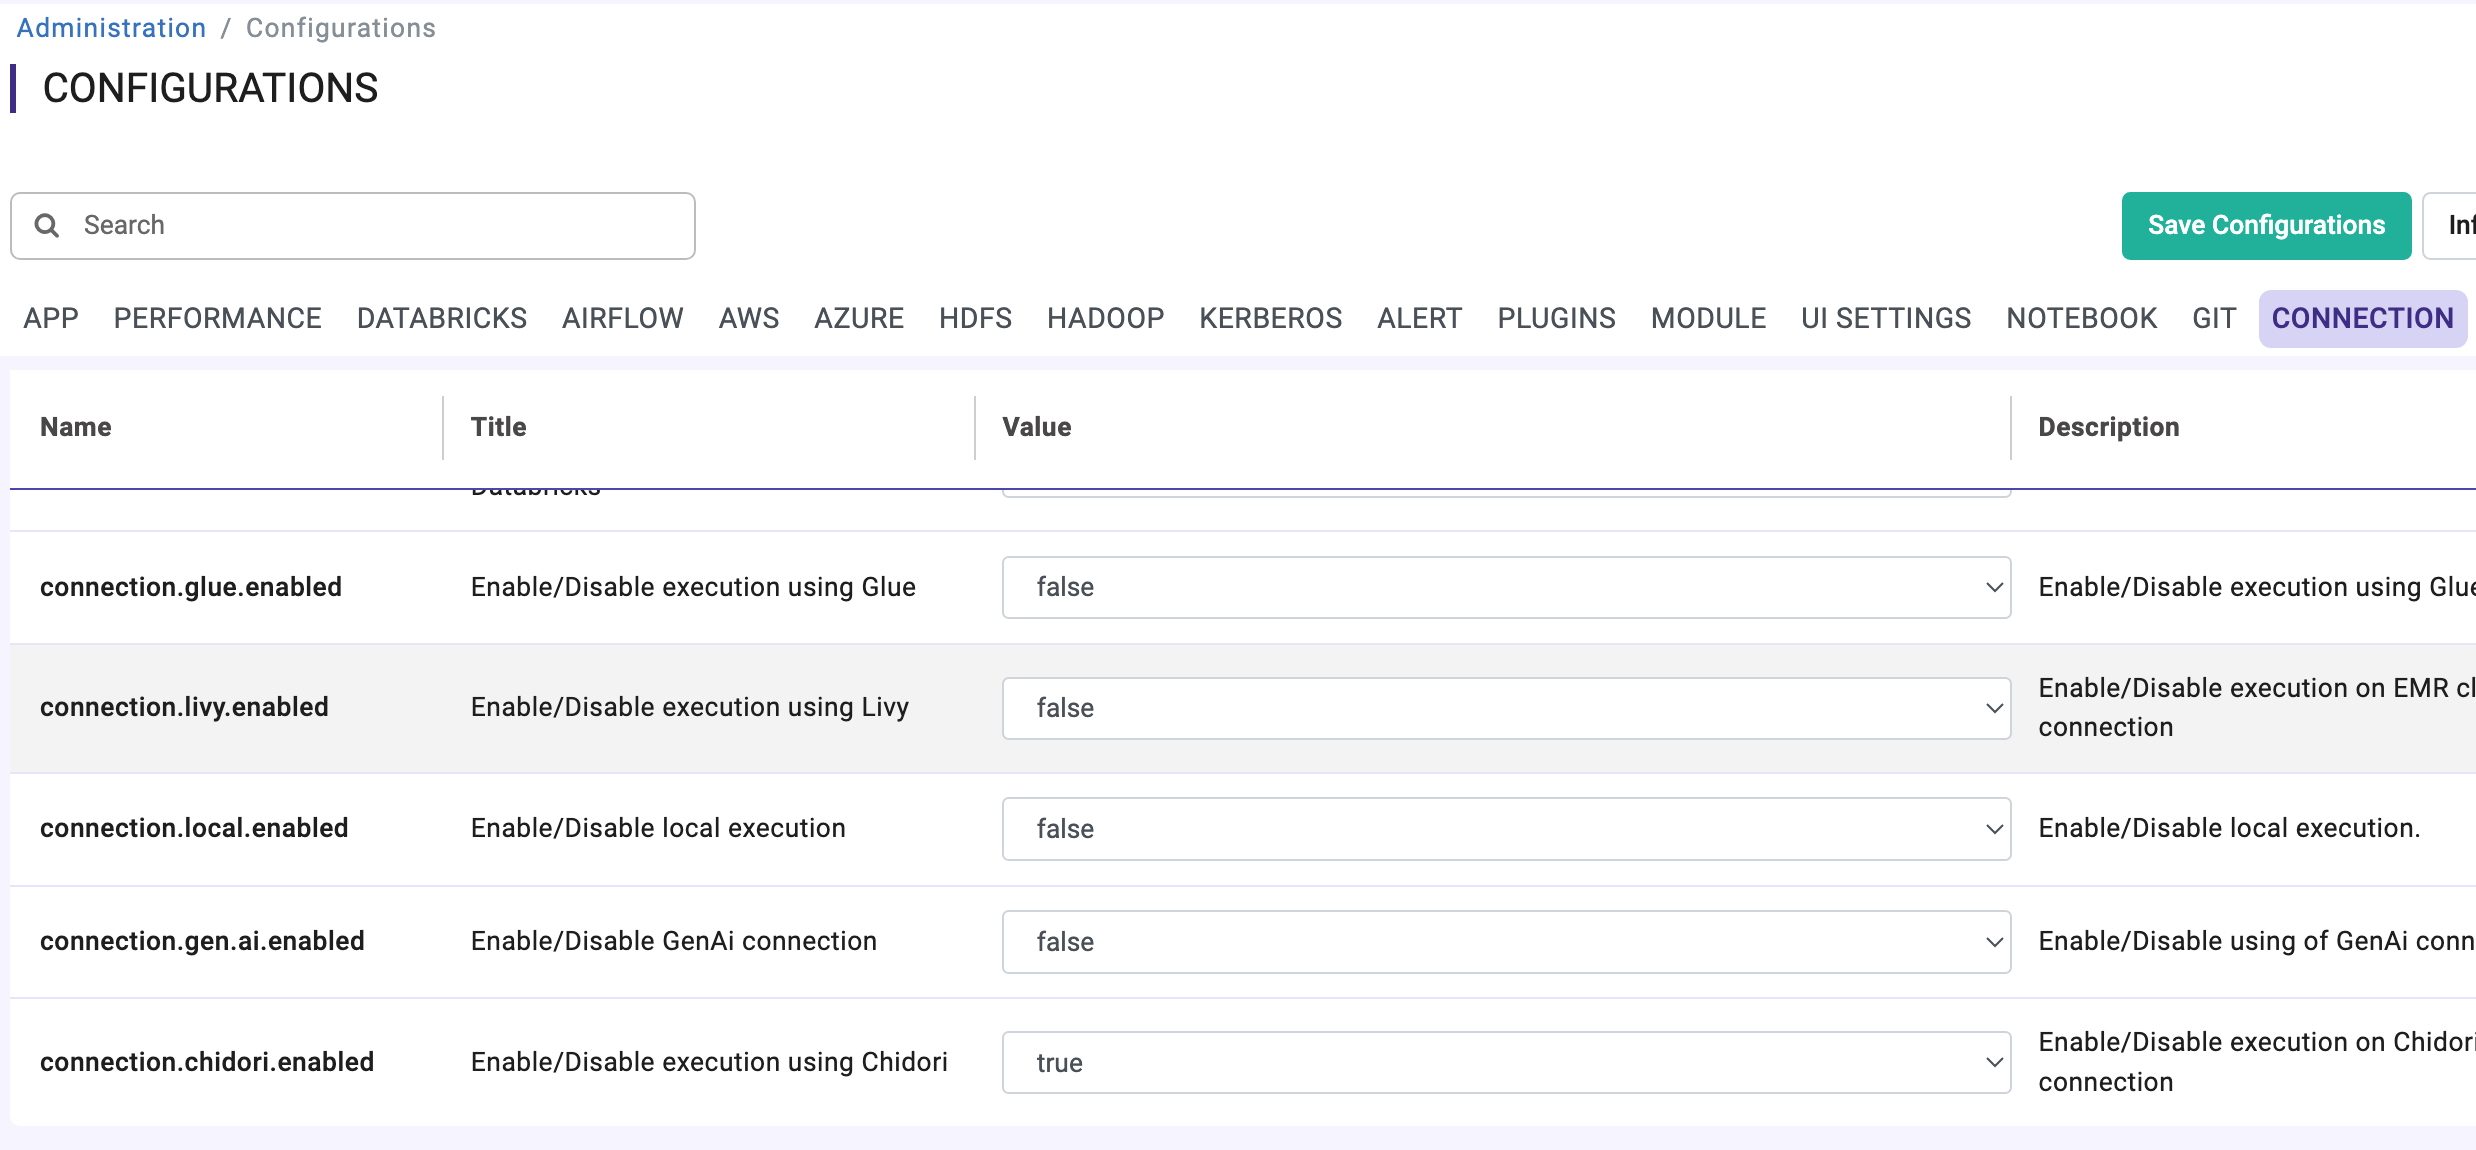 Administration / Configurations
CONFIGURATIONS
Search
Save Configurations
APP PERFORMANCE DATABRICKS AIRFLOW AWS AZURE HDFS HADOOP KERBEROS ALERT PLUGINS MODULE UI SETTINGS NOTEBOOK GIT CONNECTION
Name Title Value Description
Databricks
connection.glue.enabled Enable/Disable execution using Glue false Enable/Disable execution using Glue
connection.livy.enabled Enable/Disable execution using Livy false Enable/Disable execution on EMR
connection
connection.local.enabled Enable/Disable local execution false Enable/Disable local execution.
connection.gen.ai.enabled Enable/Disable GenAi connection false Enable/Disable using of GenAi
connection.chidori.enabled Enable/Disable execution using Chidori true Enable/Disable execution on Chidori
connection